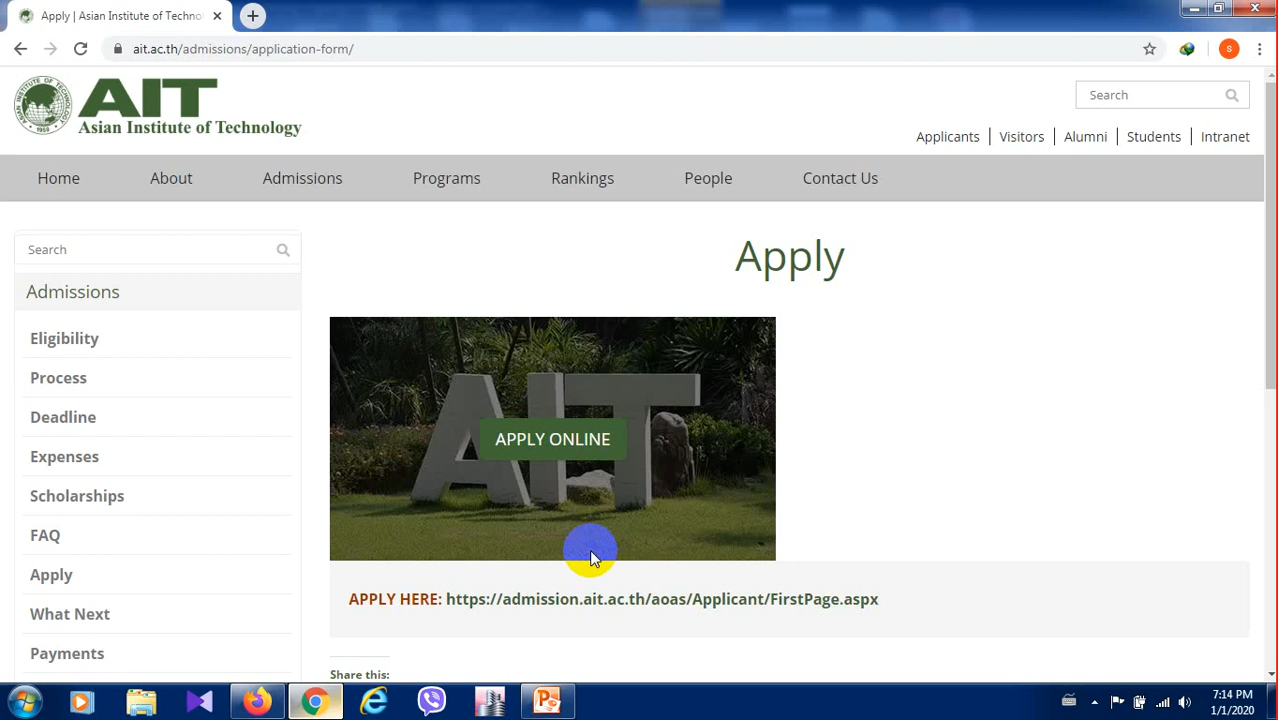 Apply | Asian Institute of Techno
ait.ac.th/admissions/application-form/
S
AIT
Asian Institute of Technology
Search
Applicants | Visitors | Alumni | Students | Intranet
Home About Admissions Programs Rankings People Contact Us
Search
Admissions
Eligibility
Process
Deadline
Expenses
Scholarships
FAQ
Apply
What Next
Payments
Apply
AIT
APPLY ONLINE
APPLY HERE: https://admission.ait.ac.th/aoas/Applicant/FirstPage.aspx
Share this:
7:14 PM
1/1/2020